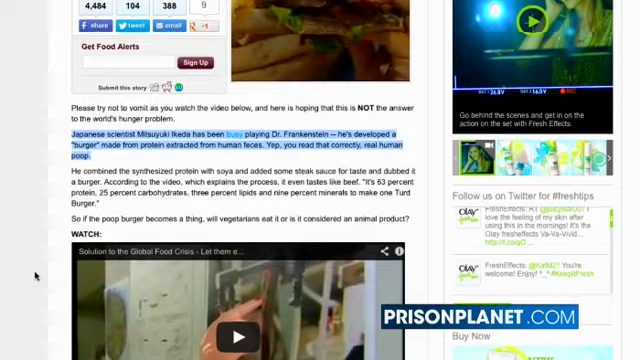 4,484 104 388 9
share tweet email +1
Get Food Alerts
Sign Up
Submit this story
Please try not to vomit as you watch the video below, and here is hoping that this is NOT the answer
to the world's hunger problem.
Japanese scientist Mitsuyuki Ikeda has been busy playing Dr. Frankenstein -- he's developed a
"burger" made from protein extracted from human feces. Yep, you read that correctly, real human
poop.
He combined the synthesized protein with soya and added some steak sauce for taste and dubbed it
a burger. According to the video, which explains the process, it even tastes like beef. "It's 63 percent
protein, 25 percent carbohydrates, three percent lipids and nine percent minerals to make one Turd
Burger."
So if the poop burger becomes a thing, will vegetarians eat it or is it considered an animal product?
WATCH:
Solution to the Global Food Crisis - Let them e...
Go behind the scenes and get in on the
action on the set with Fresh Effects.
Follow us on Twitter for #freshtips
OLAY
love the feeling of my skin after
using this in the mornings! It's
the Olay fresheffects Va-Va-Vivid...
OLAY
FreshEffects: @KatM2
You're
welcome! Enjoy! ^_^ #KeepItFresh
PRISONPLANET.COM
Buy Now